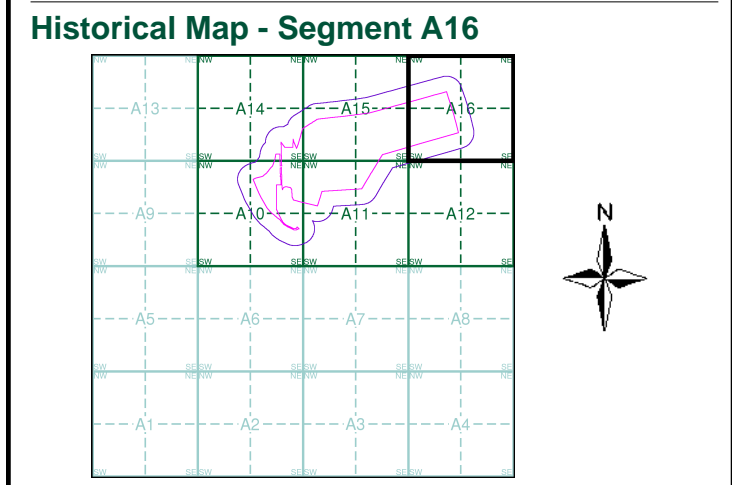 Historical Map - Segment A16
NW NE NW NE NW NE NW NE
A13 A14 A15 A16
SW SE SW SE SW SE SW SE
NW NE NW NE NW NE NW NE
A9 A10 A11 A12
SW SE SW SE SW SE SW SE
NW NE NW NE NW NE NW NE
A5 A6 A7 A8
SW SE SW SE SW SE SW SE
NW NE NW NE NW NE NW NE
A1 A2 A3 A4
SW SE SW SE SW SE SW SE
N